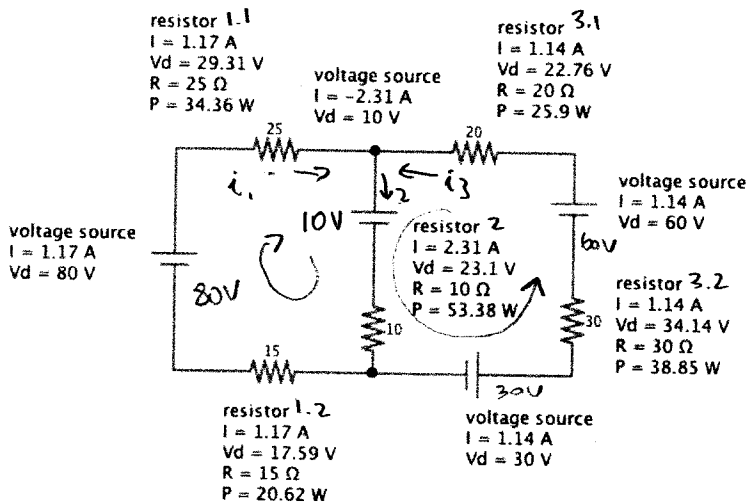 resistor 1.1
I = 1.17 A
Vd = 29.31 V
R = 25 Ω
P = 34.36 W
voltage source
I = -2.31 A
Vd = 10 V
resistor 3.1
I = 1.14 A
Vd = 22.76 V
R = 20 Ω
P = 25.9 W
25
20
i1
i2
i3
voltage source
I = 1.17 A
Vd = 80 V
80V
10V
resistor 2
I = 2.31 A
Vd = 23.1 V
R = 10 Ω
P = 53.38 W
10
voltage source
I = 1.14 A
Vd = 60 V
60V
resistor 3.2
I = 1.14 A
Vd = 34.14 V
R = 30 Ω
P = 38.85 W
30
15
resistor 1.2
I = 1.17 A
Vd = 17.59 V
R = 15 Ω
P = 20.62 W
30V
voltage source
I = 1.14 A
Vd = 30 V